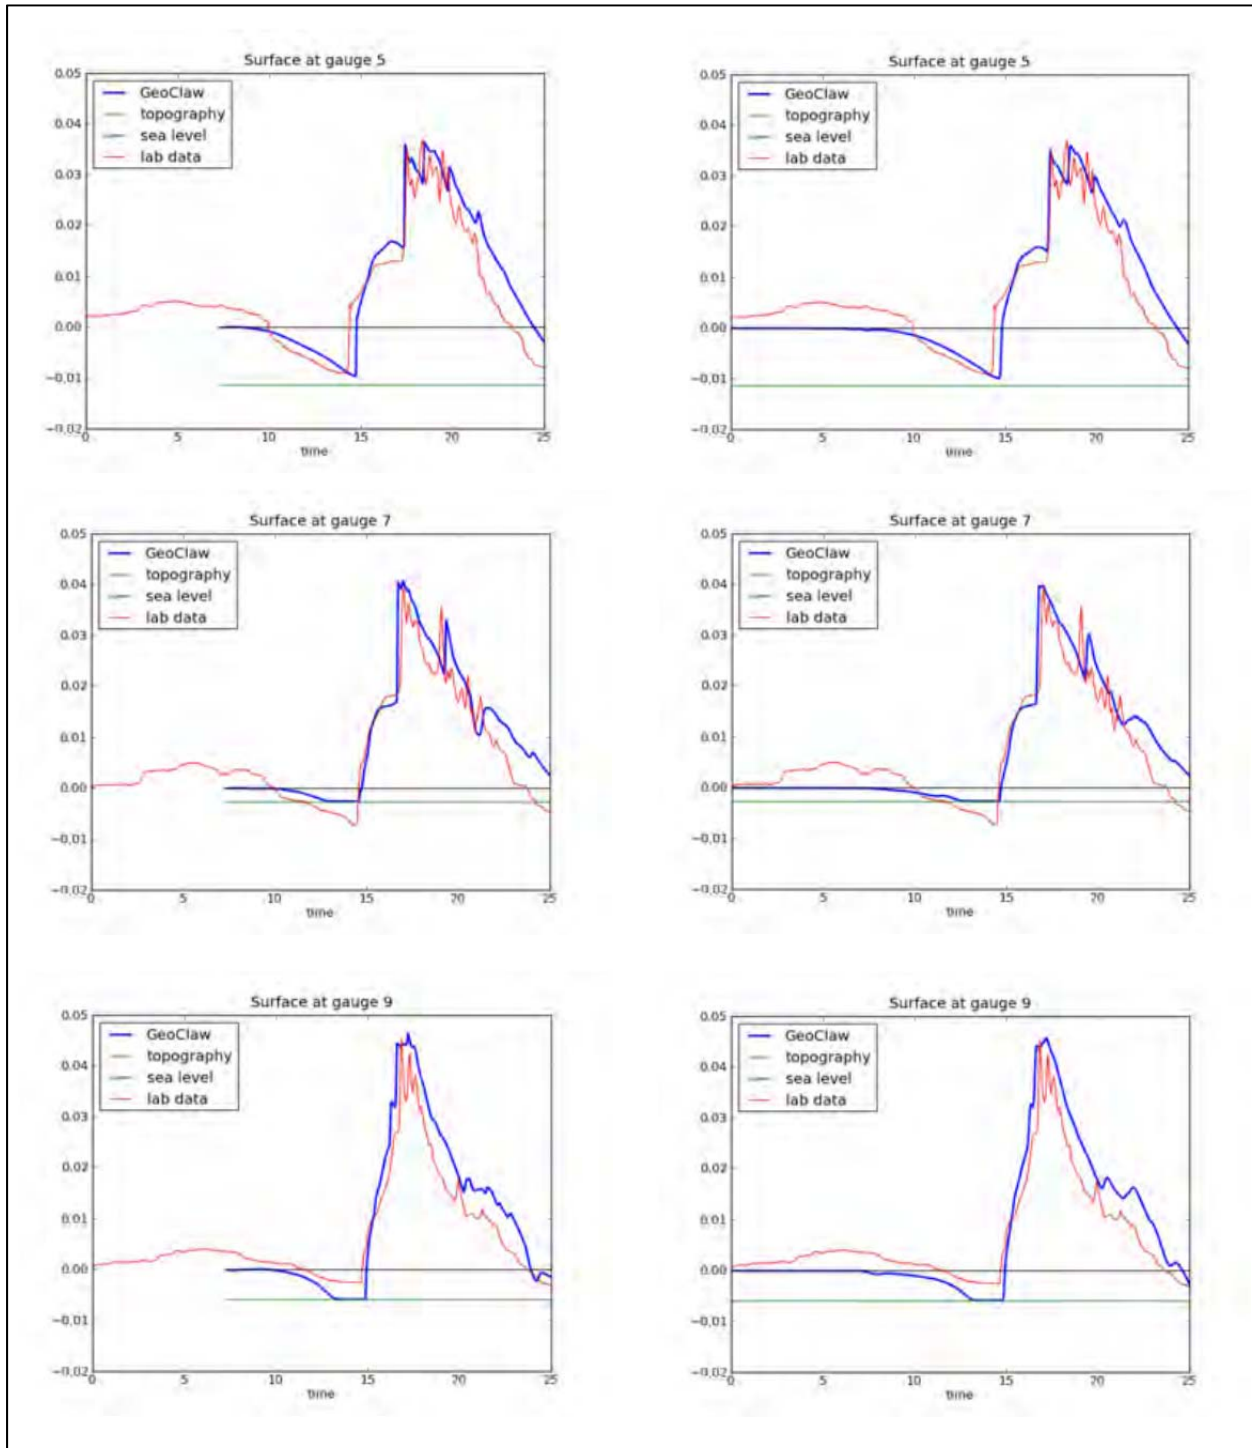 Surface at gauge 5
GeoClaw
topography
sea level
lab data
0.05
0.04
0.03
0.02
0.01
0.00
−0.01
−0.02
0
5
10
15
20
25
time
Surface at gauge 5
GeoClaw
topography
sea level
lab data
0.05
0.04
0.03
0.02
0.01
0.00
−0.01
−0.02
0
5
10
15
20
25
time
Surface at gauge 7
GeoClaw
topography
sea level
lab data
0.05
0.04
0.03
0.02
0.01
0.00
−0.01
−0.02
0
5
10
15
20
25
time
Surface at gauge 7
GeoClaw
topography
sea level
lab data
0.05
0.04
0.03
0.02
0.01
0.00
−0.01
−0.02
0
5
10
15
20
25
time
Surface at gauge 9
GeoClaw
topography
sea level
lab data
0.05
0.04
0.03
0.02
0.01
0.00
−0.01
−0.02
0
5
10
15
20
25
time
Surface at gauge 9
GeoClaw
topography
sea level
lab data
0.05
0.04
0.03
0.02
0.01
0.00
−0.01
−0.02
0
5
10
15
20
25
time